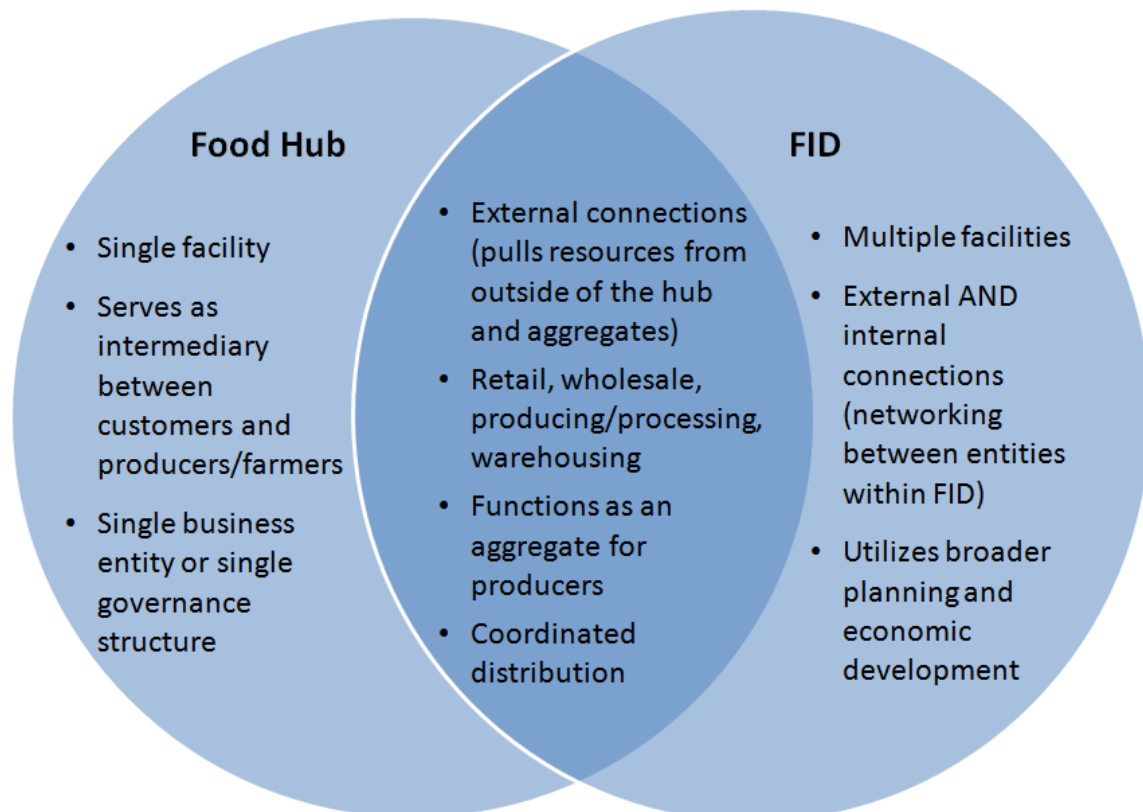 Food Hub
• Single facility
• Serves as
intermediary
between
customers and
producers/farmers
• Single business
entity or single
governance
structure
• External connections
(pulls resources from
outside of the hub
and aggregates)
• Retail, wholesale,
producing/processing,
warehousing
• Functions as an
aggregate for
producers
• Coordinated
distribution
FID
• Multiple facilities
• External AND
internal
connections
(networking
between entities
within FID)
• Utilizes broader
planning and
economic
development